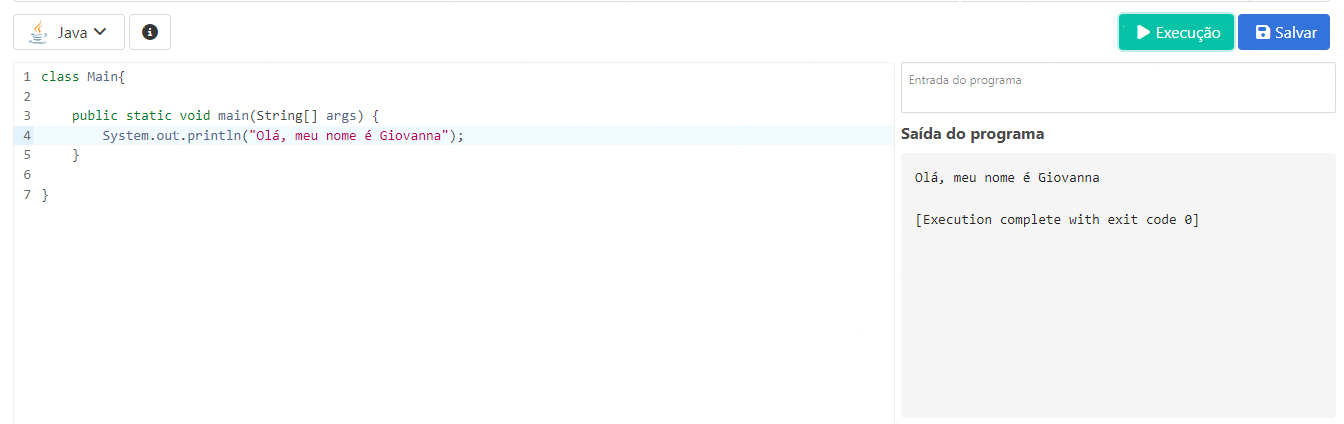 Java
Execução
Salvar
1 class Main{
2
3 public static void main(String[] args) {
4 System.out.println("Olá, meu nome é Giovanna");
5 }
6
7 }
Entrada do programa
Saída do programa
Olá, meu nome é Giovanna
[Execution complete with exit code 0]